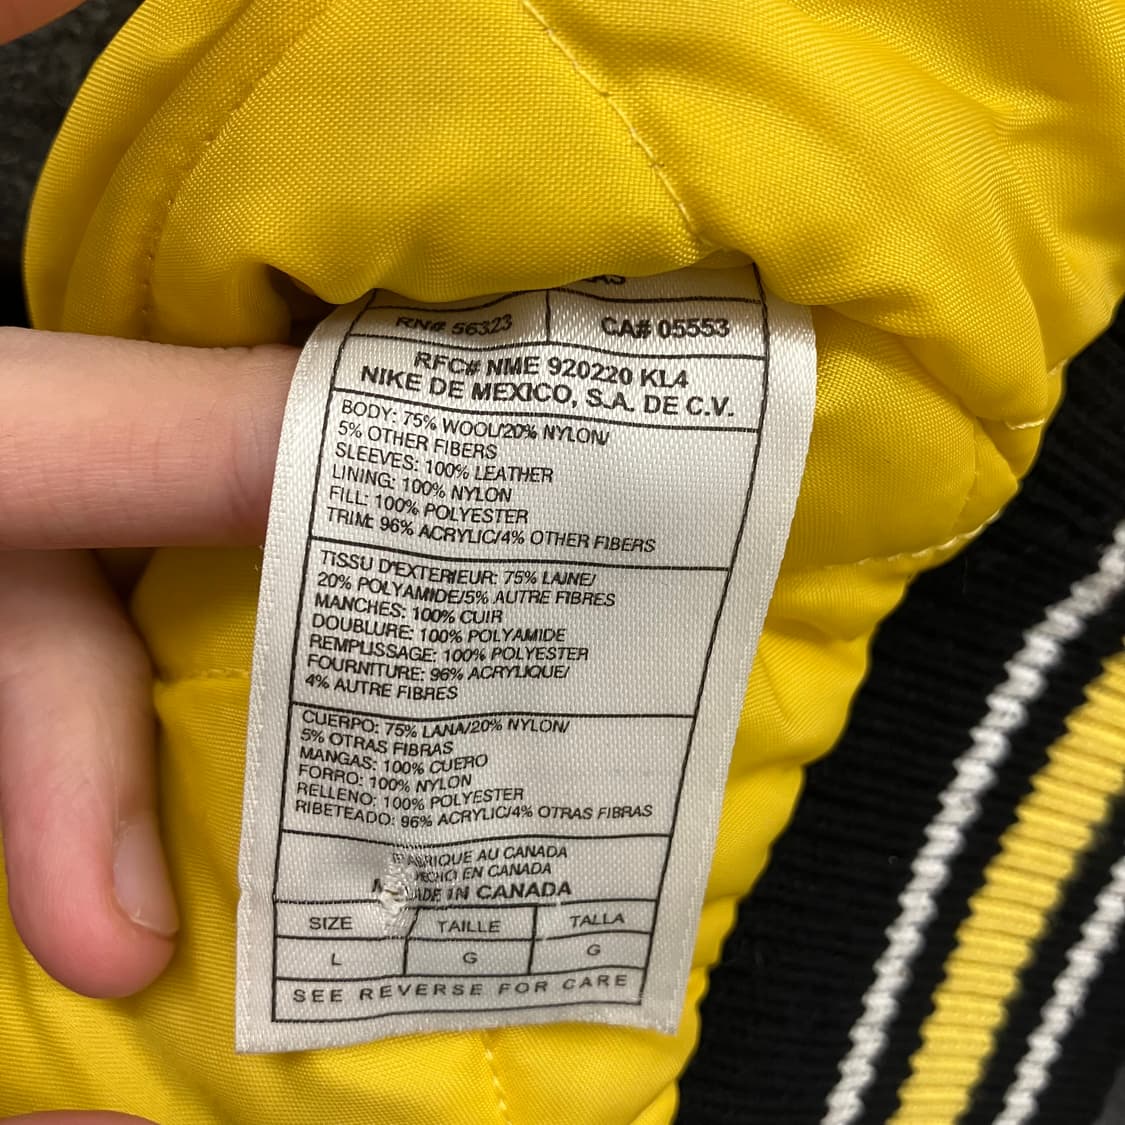 RN# 56323
CA# 05553
RFC# NME 920220 KL4
NIKE DE MEXICO, S.A. DE C.V.
BODY: 75% WOOL/20% NYLON/
5% OTHER FIBERS
SLEEVES: 100% LEATHER
LINING: 100% NYLON
FILL: 100% POLYESTER
TRIM: 96% ACRYLIC/4% OTHER FIBERS
TISSU D'EXTERIEUR: 75% LAINE/
20% POLYAMIDE/5% AUTRE FIBRES
MANCHES: 100% CUIR
DOUBLURE: 100% POLYAMIDE
REMPLISSAGE: 100% POLYESTER
FOURNITURE: 96% ACRYLIQUE/
4% AUTRE FIBRES
CUERPO: 75% LANA/20% NYLON/
5% OTRAS FIBRAS
MANGAS: 100% CUERO
FORRO: 100% NYLON
RELLENO: 100% POLYESTER
RIBETEADO: 96% ACRYLIC/4% OTRAS FIBRAS
FABRIQUE AU CANADA
HECHO EN CANADA
MADE IN CANADA
SIZE TAILLE TALLA
L G G
SEE REVERSE FOR CARE